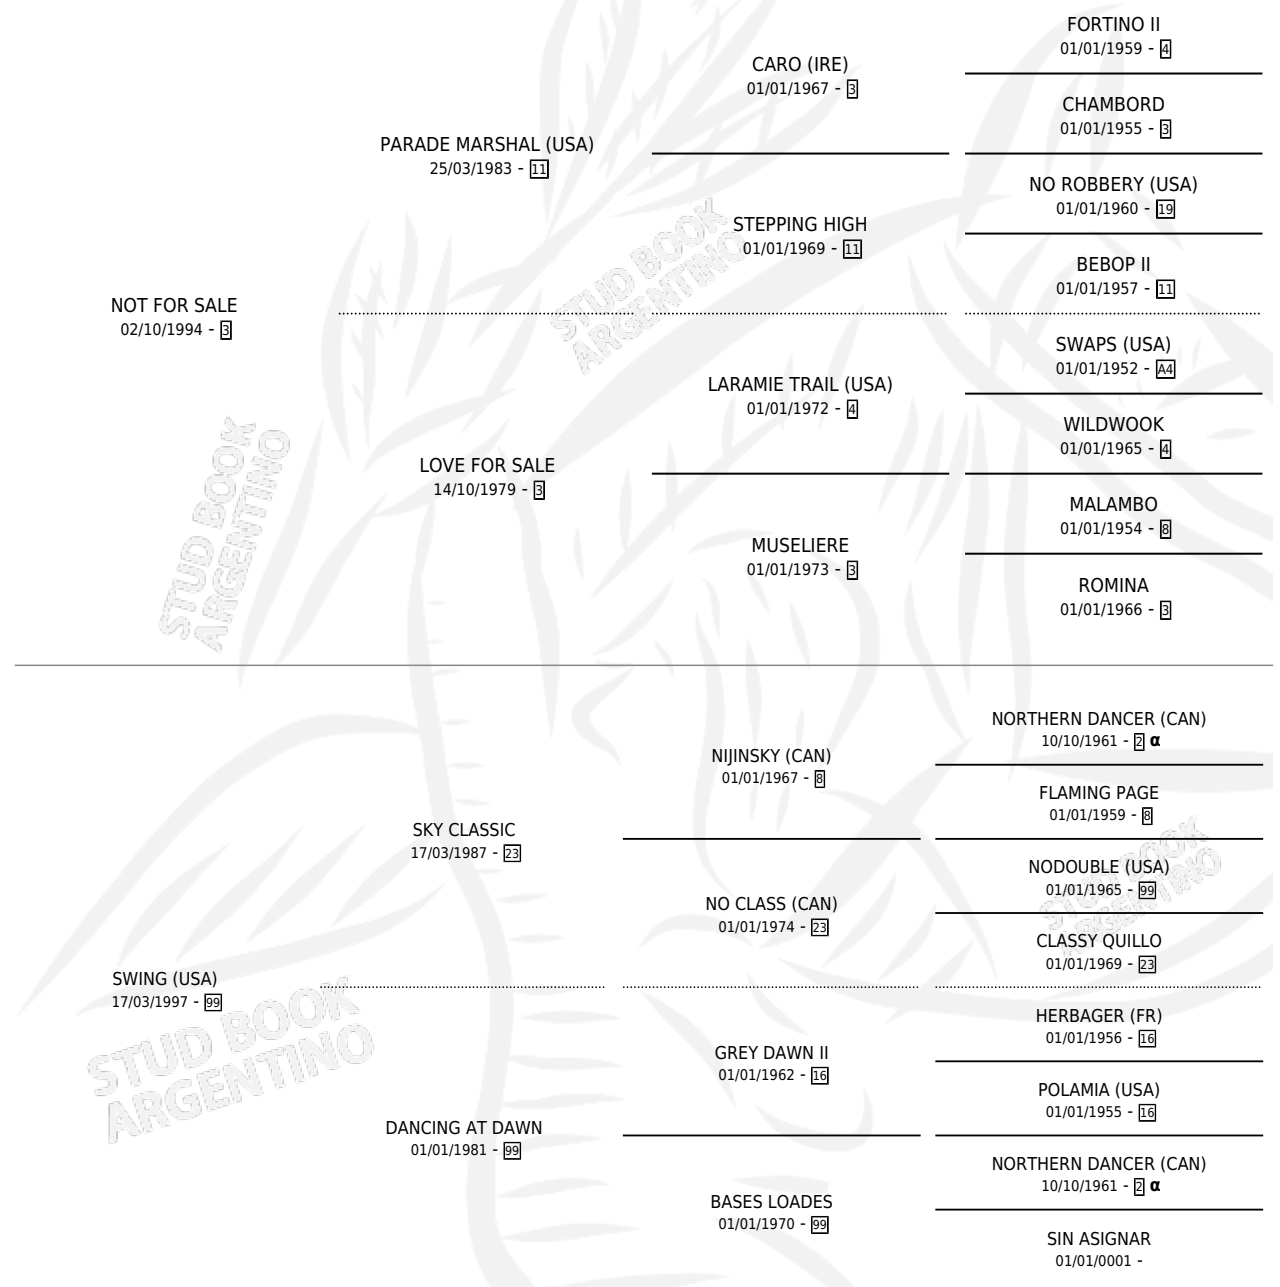 FORTINO II
01/01/1959 - 4
CARO (IRE)
01/01/1967 - 3
CHAMBORD
01/01/1955 - 3
PARADE MARSHAL (USA)
25/03/1983 - 11
NO ROBBERY (USA)
01/01/1960 - 19
STEPPING HIGH
01/01/1969 - 11
BEBOP II
01/01/1957 - 11
NOT FOR SALE
02/10/1994 - 3
SWAPS (USA)
01/01/1952 - A4
LARAMIE TRAIL (USA)
01/01/1972 - 4
WILDWOOK
01/01/1965 - 4
LOVE FOR SALE
14/10/1979 - 3
MALAMBO
01/01/1954 - 8
MUSELIERE
01/01/1973 - 3
ROMINA
01/01/1966 - 3
STUD BOOK
ARGENTINO
STUD BOOK
ARGENTINO
NORTHERN DANCER (CAN)
10/10/1961 - 2 α
NIJINSKY (CAN)
01/01/1967 - 8
FLAMING PAGE
01/01/1959 - 8
SKY CLASSIC
17/03/1987 - 23
NODOUBLE (USA)
01/01/1965 - 99
NO CLASS (CAN)
01/01/1974 - 23
CLASSY QUILLO
01/01/1969 - 23
SWING (USA)
17/03/1997 - 99
HERBAGER (FR)
01/01/1956 - 16
GREY DAWN II
01/01/1962 - 16
POLAMIA (USA)
01/01/1955 - 16
DANCING AT DAWN
01/01/1981 - 99
NORTHERN DANCER (CAN)
10/10/1961 - 2 α
BASES LOADES
01/01/1970 - 99
SIN ASIGNAR
01/01/0001 -
STUD BOOK
ARGENTINO
STUD BOOK
ARGENTINO